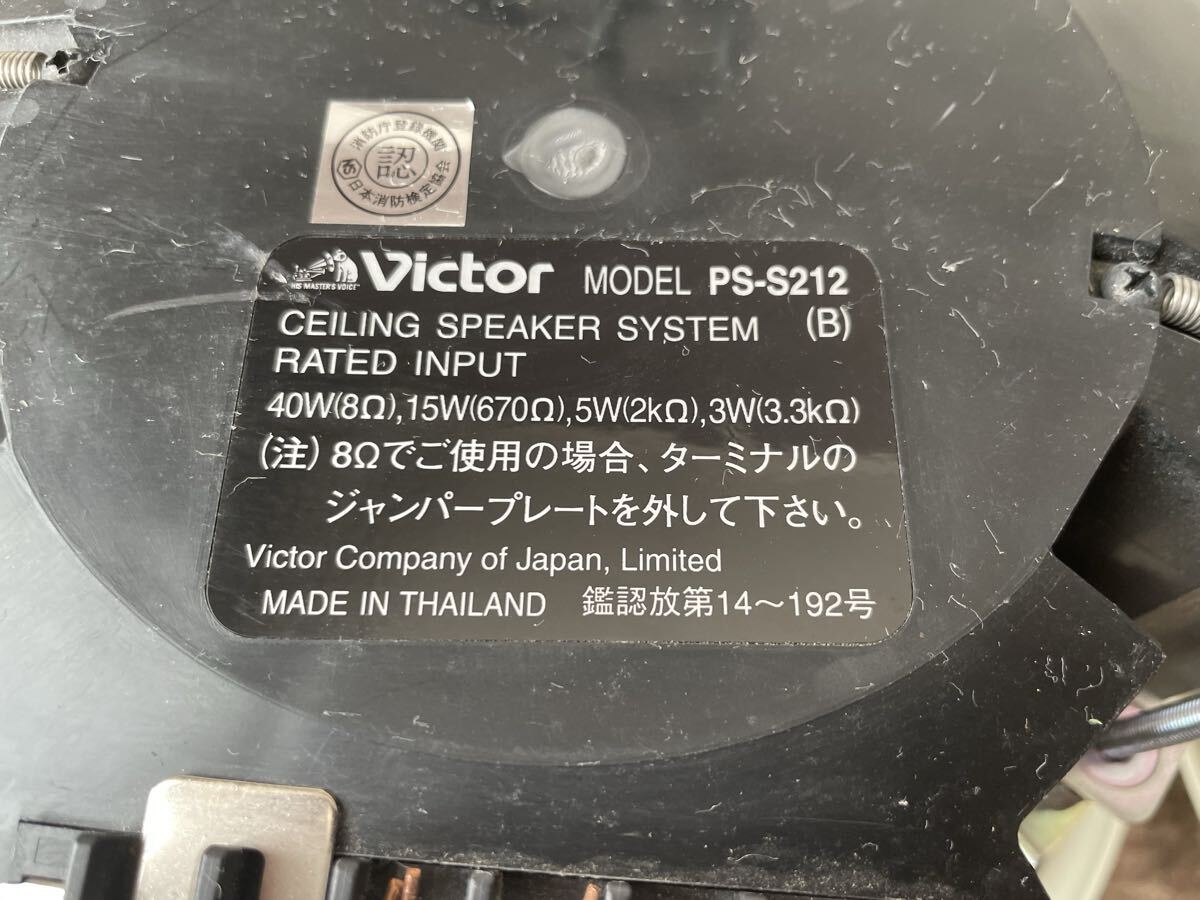 消防庁登録機関
認
NS 日本消防検定協会
HIS MASTER'S VOICE™ Victor MODEL PS-S212
CEILING SPEAKER SYSTEM (B)
RATED INPUT
40W(8Ω),15W(670Ω),5W(2kΩ),3W(3.3kΩ)
(注) 8Ωでご使用の場合、ターミナルの
ジャンパープレートを外して下さい。
Victor Company of Japan, Limited
MADE IN THAILAND 鑑認放第14〜192号